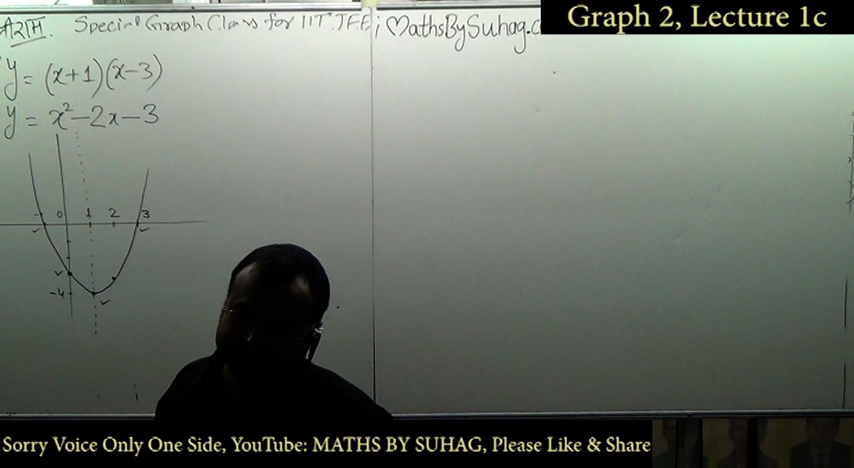 Special Graph Class for IIT JEE, MathsBySuhag.c
Graph 2, Lecture 1c
y = (x+1)(x-3)
y = x²-2x-3
0 1 2 3
-4
Sorry Voice Only One Side, YouTube: MATHS BY SUHAG, Please Like & Share